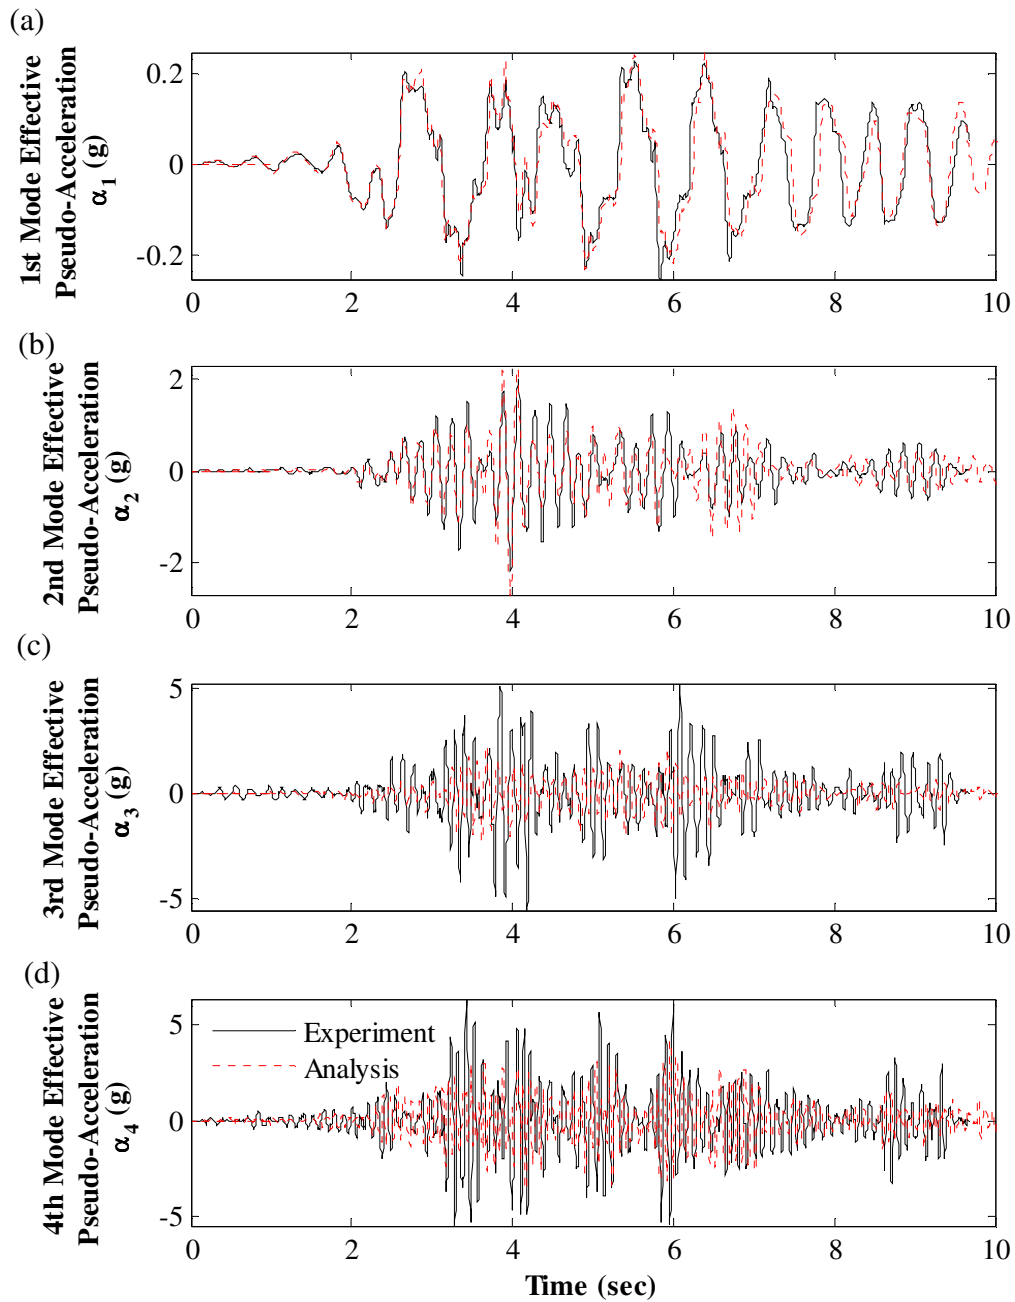 (a)
1st Mode Effective
Pseudo-Acceleration
α1 (g)
0.2
0
-0.2
0 2 4 6 8 10
(b)
2nd Mode Effective
Pseudo-Acceleration
α2 (g)
2
0
-2
0 2 4 6 8 10
(c)
3rd Mode Effective
Pseudo-Acceleration
α3 (g)
5
0
-5
0 2 4 6 8 10
(d)
4th Mode Effective
Pseudo-Acceleration
α4 (g)
5
0
-5
Experiment
Analysis
0 2 4 6 8 10
Time (sec)